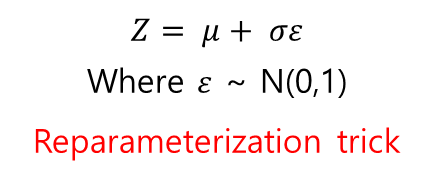 Z = μ + σε
Where ε ~ N(0,1)
Reparameterization trick